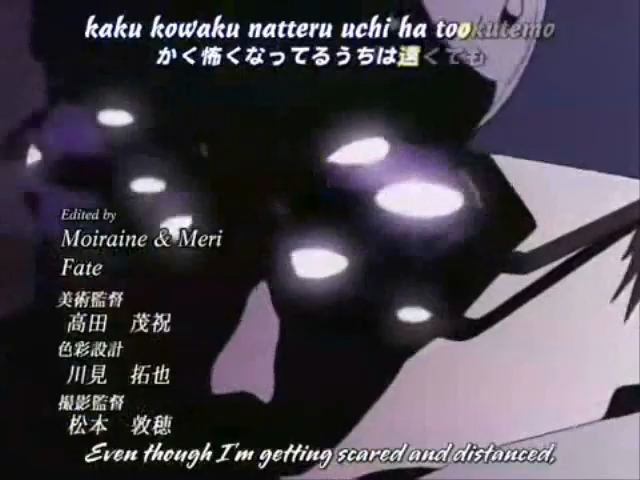 kaku kowaku natteru uchi ha tookutemo
かく怖くなってるうちは遠くても
Edited by
Moiraine & Meri
Fate
美術監督
高田 茂祝
色彩設計
川見 拓也
撮影監督
松本 敦穂
Even though I'm getting scared and distanced,